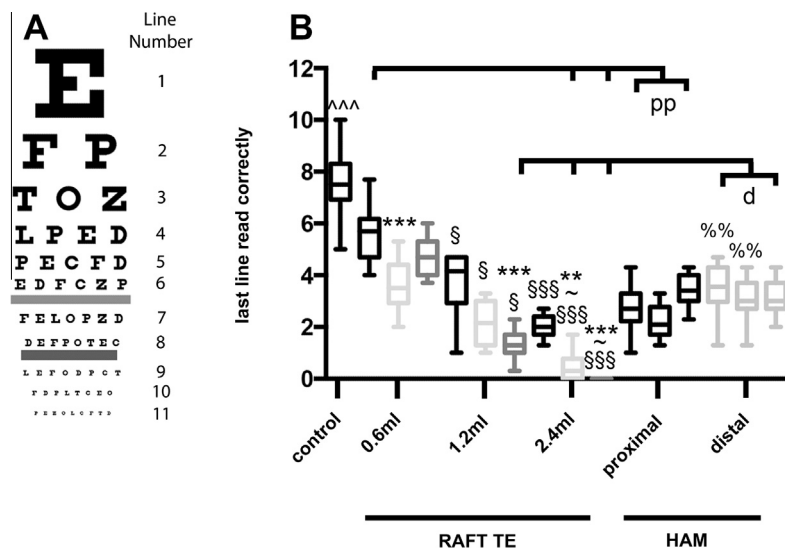 A
Line
Number
E 1
F P 2
T O Z 3
L P E D 4
P E C F D 5
E D F C Z P 6
F E L O P Z D 7
D E F P O T E C 8
L E F O D P C T 9
F D P L T C E O 10
P E Z O L C F T D 11
B
last line read correctly
12
10
8
6
4
2
0
^^^
***
§
§
***
§
§§§
**
~
§§§
***
~
§§§
%%
%%
pp
d
control
0.6ml
1.2ml
2.4ml
proximal
distal
RAFT TE
HAM